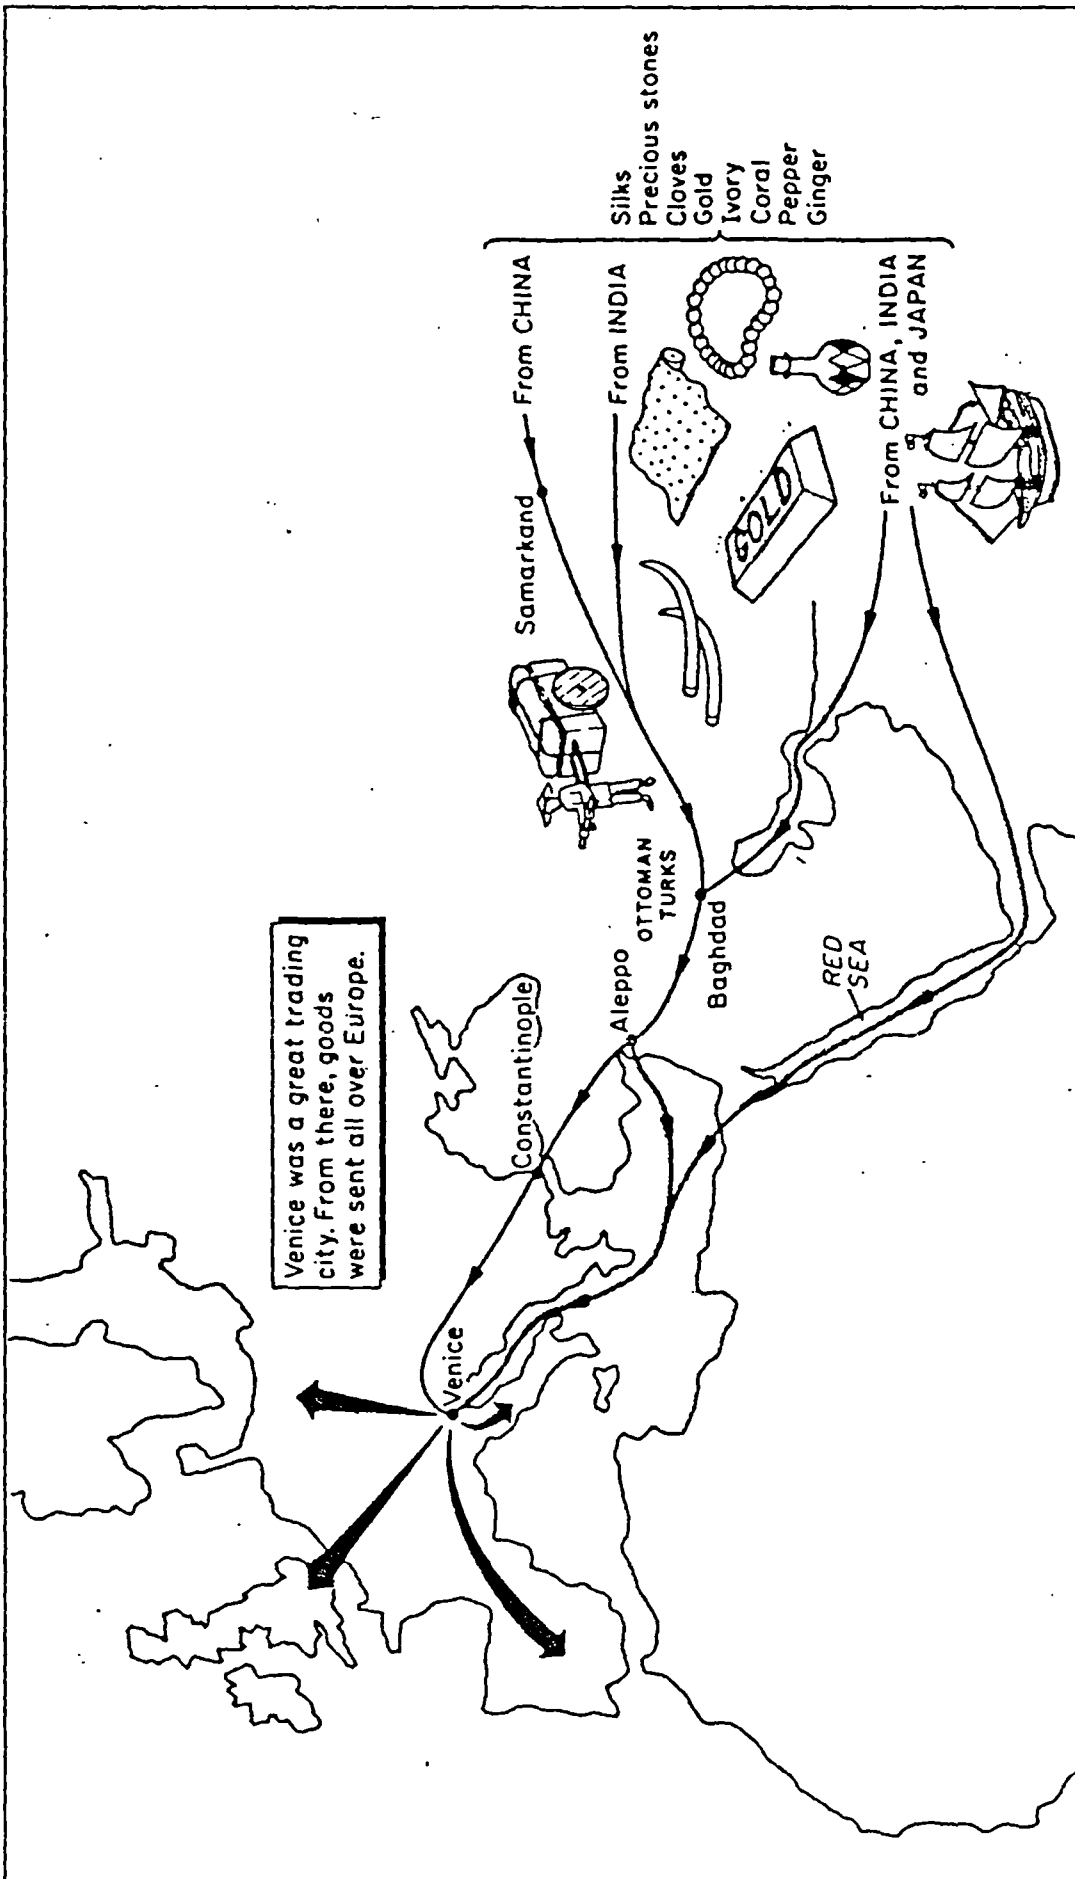 Venice was a great trading
city. From there, goods
were sent all over Europe.
Venice
Constantinople
Aleppo
OTTOMAN
TURKS
Baghdad
RED
SEA
Samarkand
From CHINA
From INDIA
GOLD
From CHINA, INDIA
and JAPAN
Silks
Precious stones
Cloves
Gold
Ivory
Coral
Pepper
Ginger